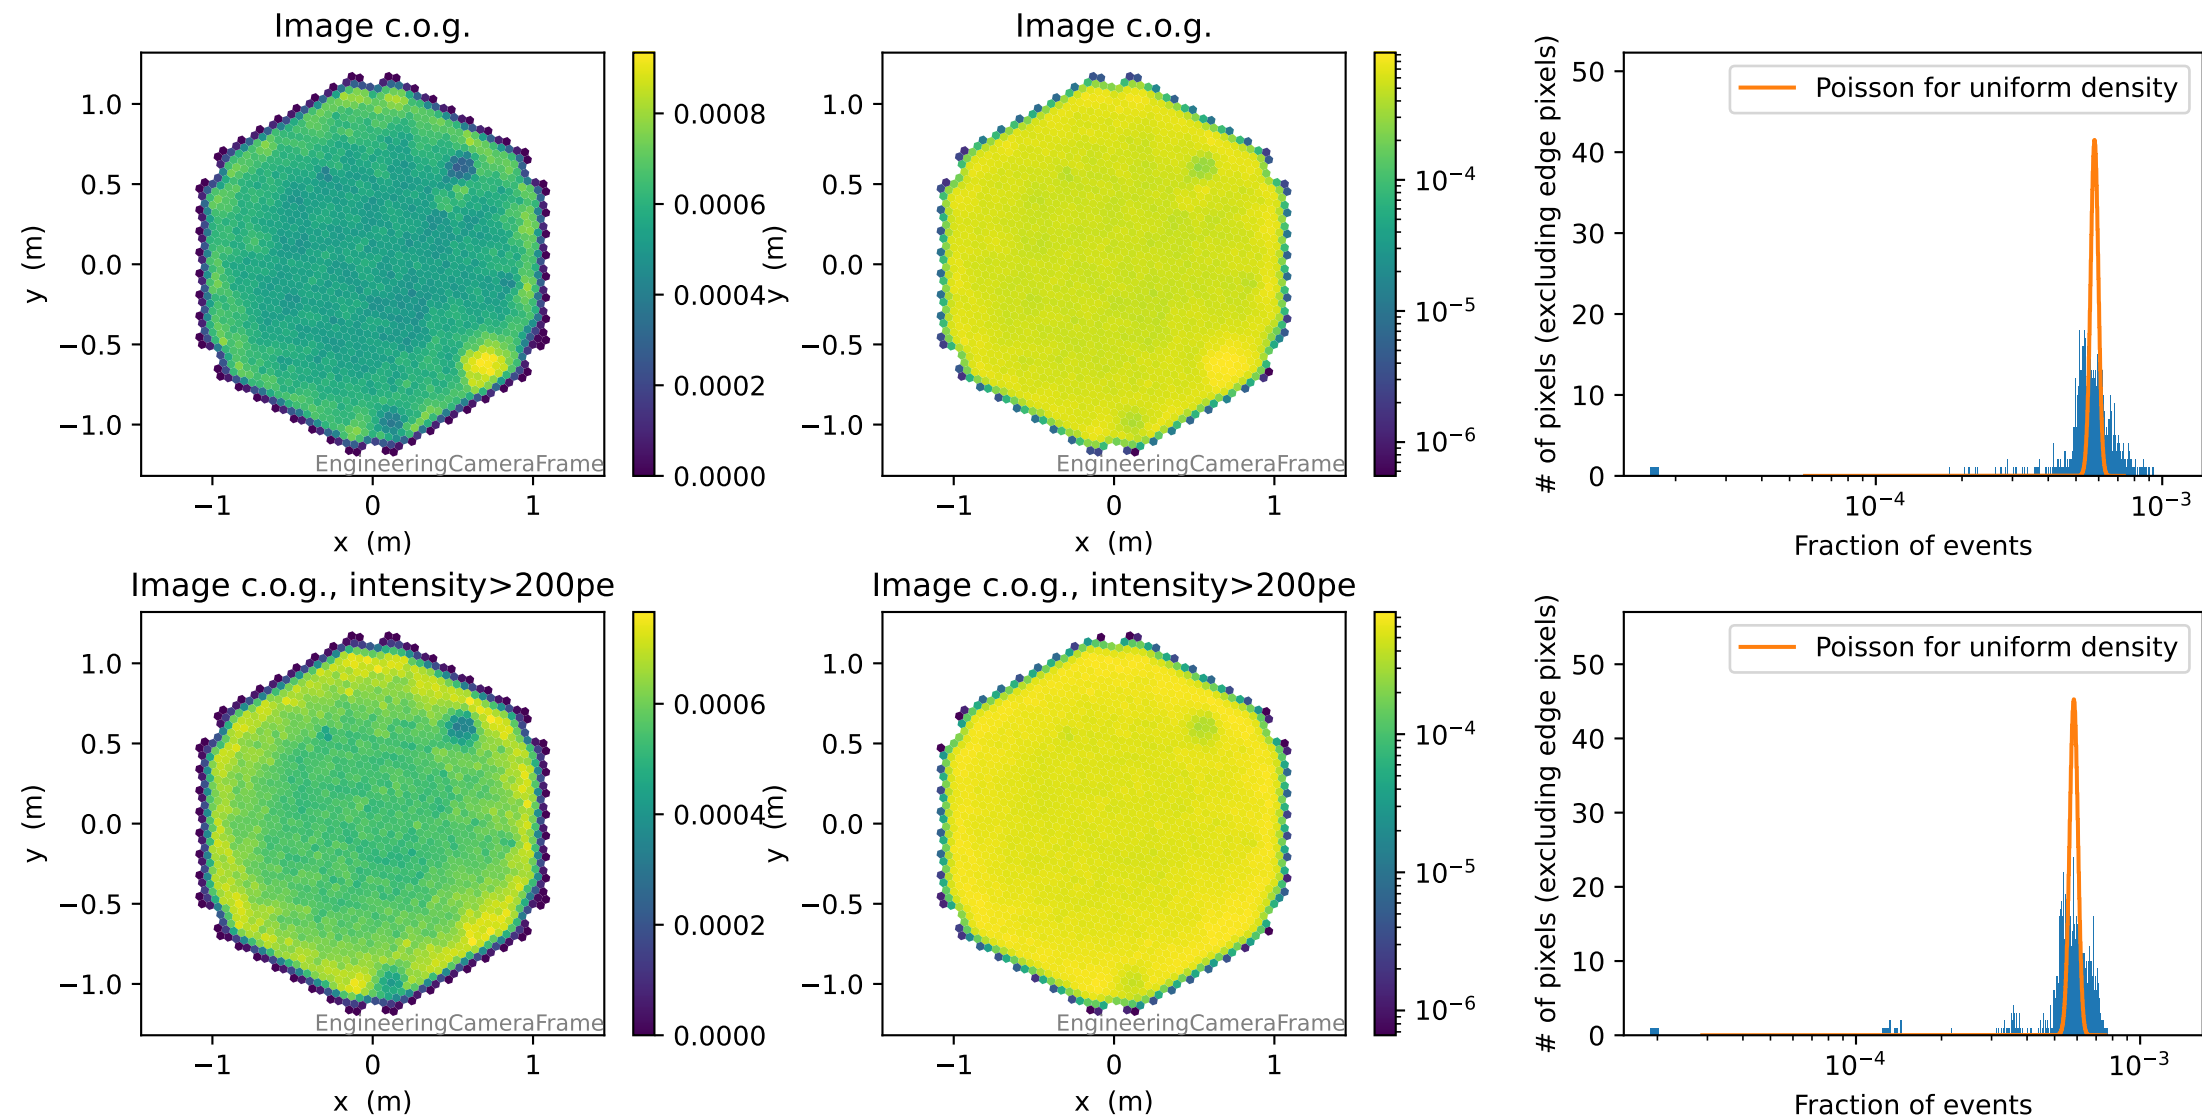 Image c.o.g.
1.0
0.5
0.0
−0.5
−1.0
y (m)
−1
0
1
x (m)
EngineeringCameraFrame
0.0008
0.0006
0.0004
0.0002
0.0000
Image c.o.g.
1.0
0.5
0.0
−0.5
−1.0
y (m)
−1
0
1
x (m)
EngineeringCameraFrame
10⁻⁴
10⁻⁵
10⁻⁶
Poisson for uniform density
50
40
30
20
10
0
# of pixels (excluding edge pixels)
10⁻⁴
10⁻³
Fraction of events
Image c.o.g., intensity>200pe
1.0
0.5
0.0
−0.5
−1.0
y (m)
−1
0
1
x (m)
EngineeringCameraFrame
0.0006
0.0004
0.0002
0.0000
Image c.o.g., intensity>200pe
1.0
0.5
0.0
−0.5
−1.0
y (m)
−1
0
1
x (m)
EngineeringCameraFrame
10⁻⁴
10⁻⁵
10⁻⁶
Poisson for uniform density
50
40
30
20
10
0
# of pixels (excluding edge pixels)
10⁻⁴
10⁻³
Fraction of events